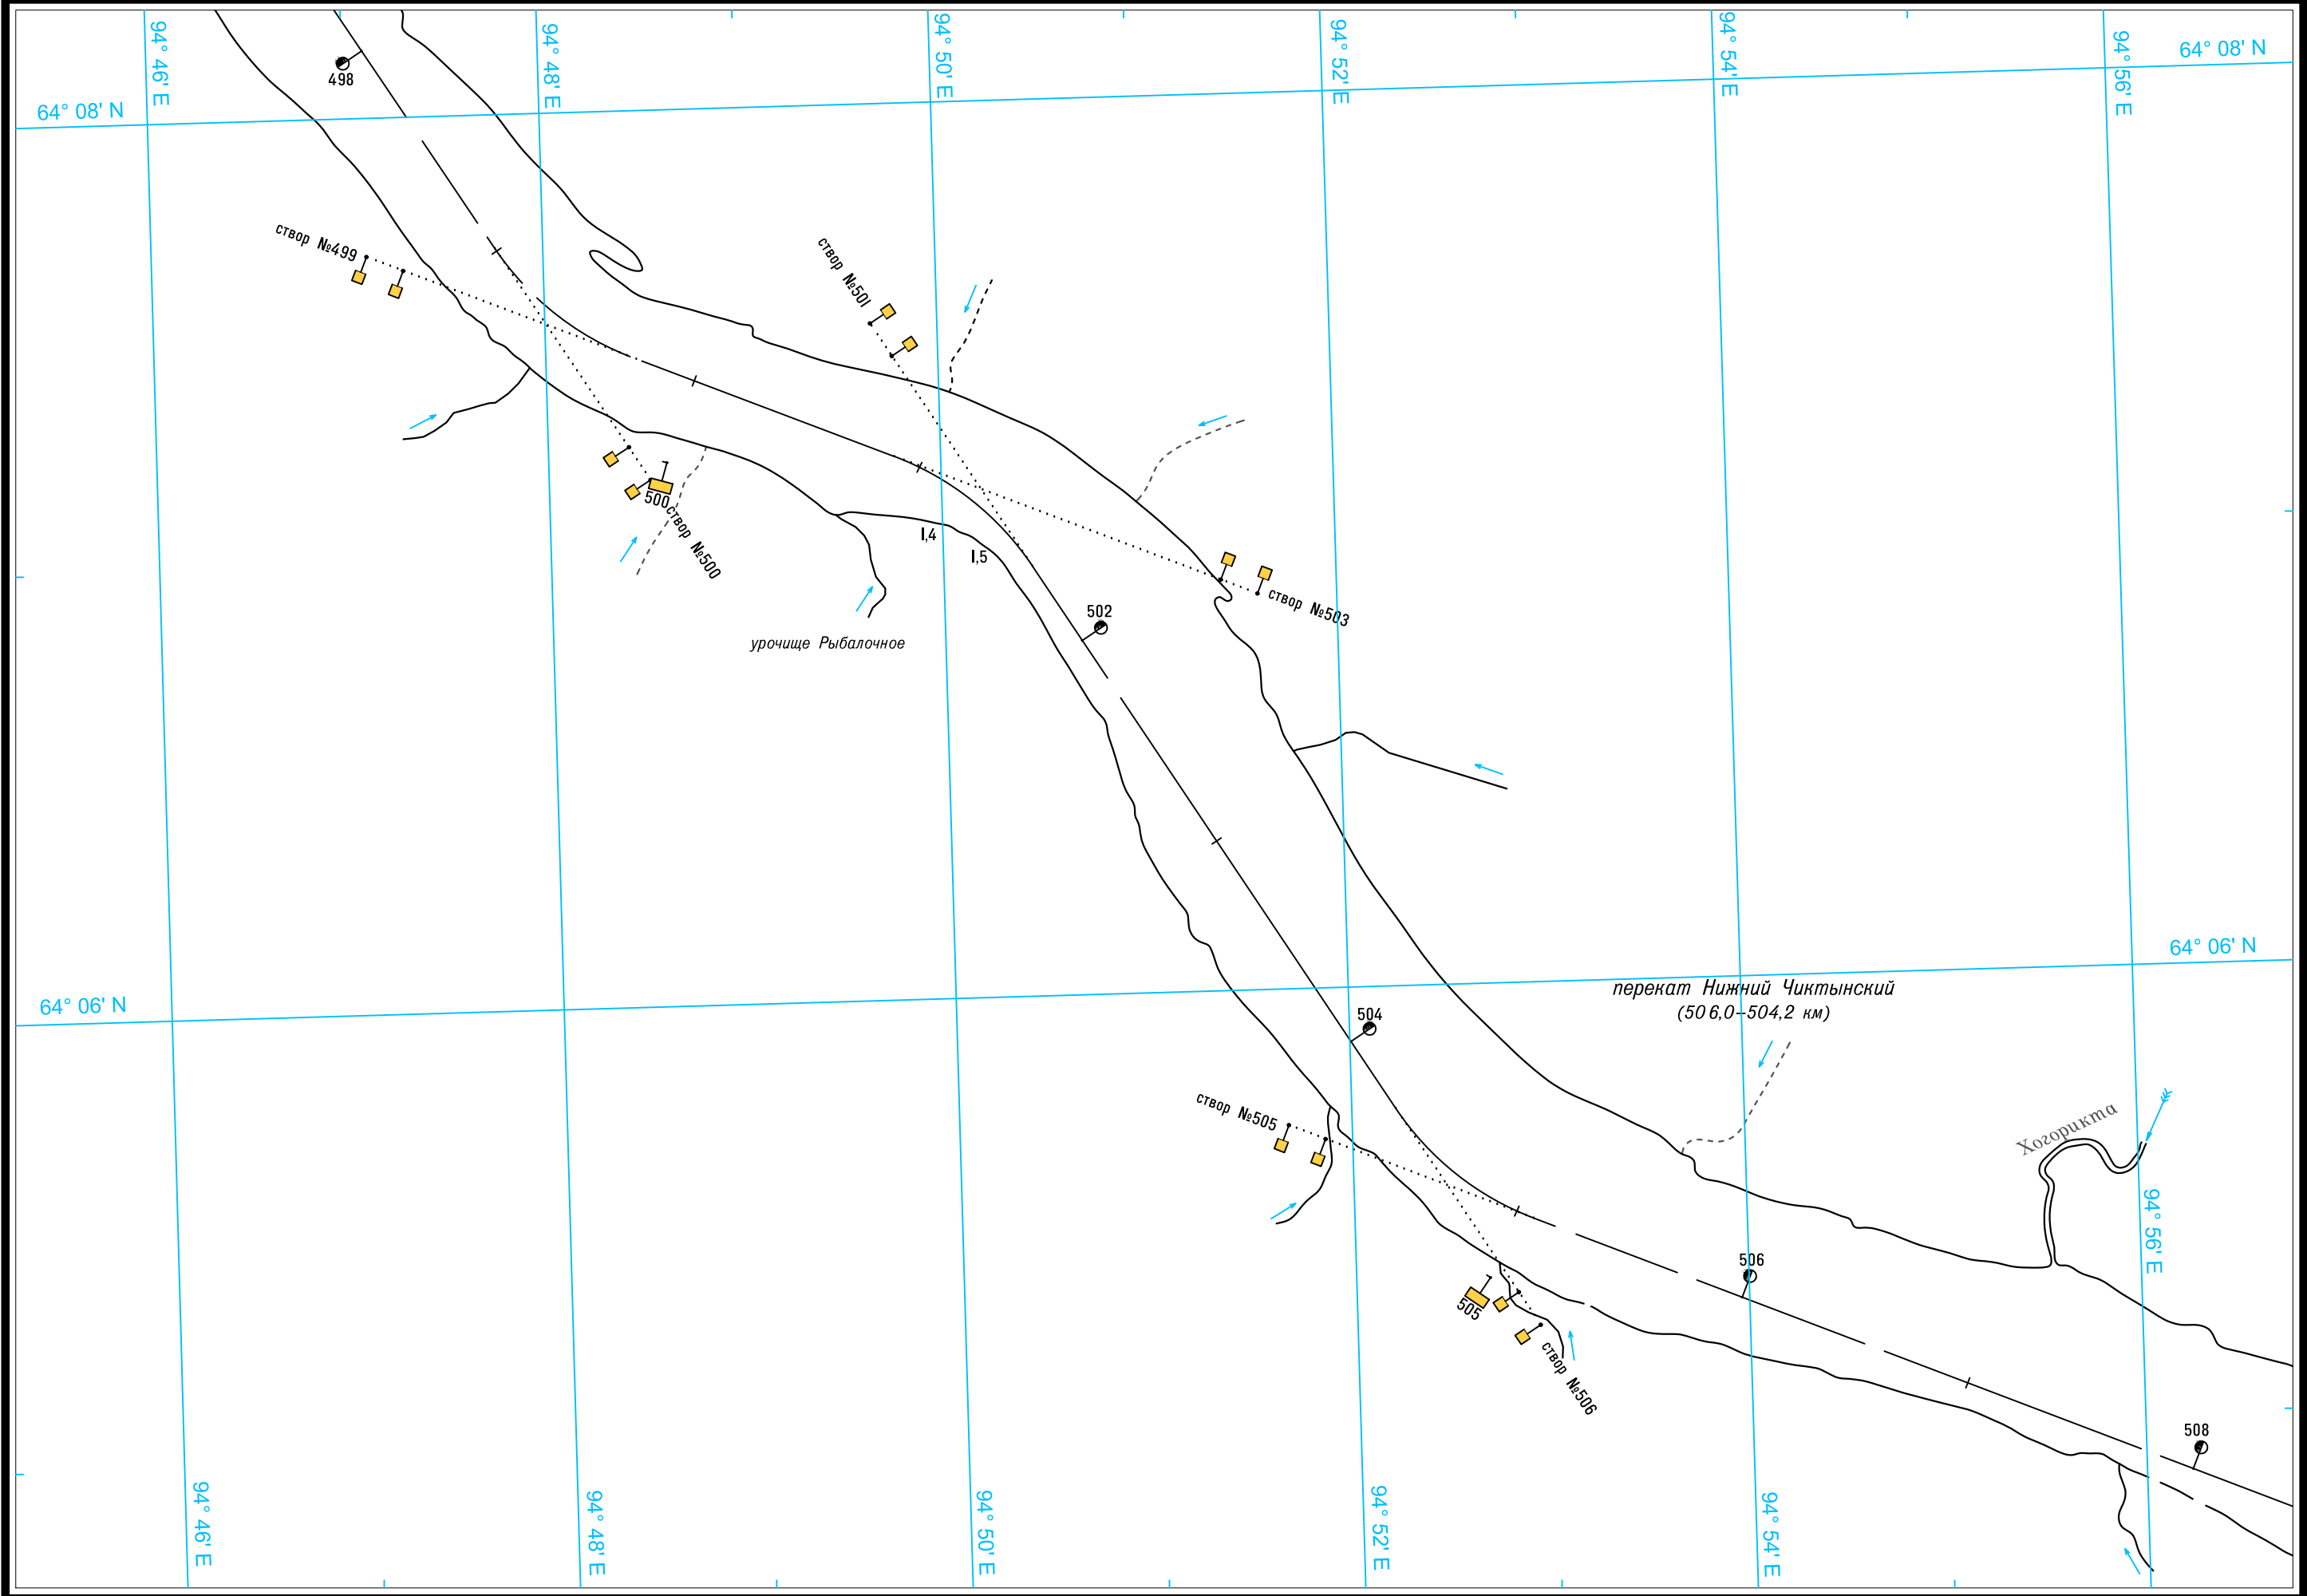 94° 46' E
94° 48' E
94° 50' E
94° 52' E
94° 54' E
94° 56' E
64° 08' N
64° 08' N
498
створ №499
створ №501
500
створ №500
1,4
1,5
створ №503
502
урочище Рыбалочное
64° 06' N
64° 06' N
перекат Нижний Чиктынский
(506,0-504,2 км)
504
створ №505
Хогорикта
94° 56' E
506
505
створ №506
508
94° 46' E
94° 48' E
94° 50' E
94° 52' E
94° 54' E